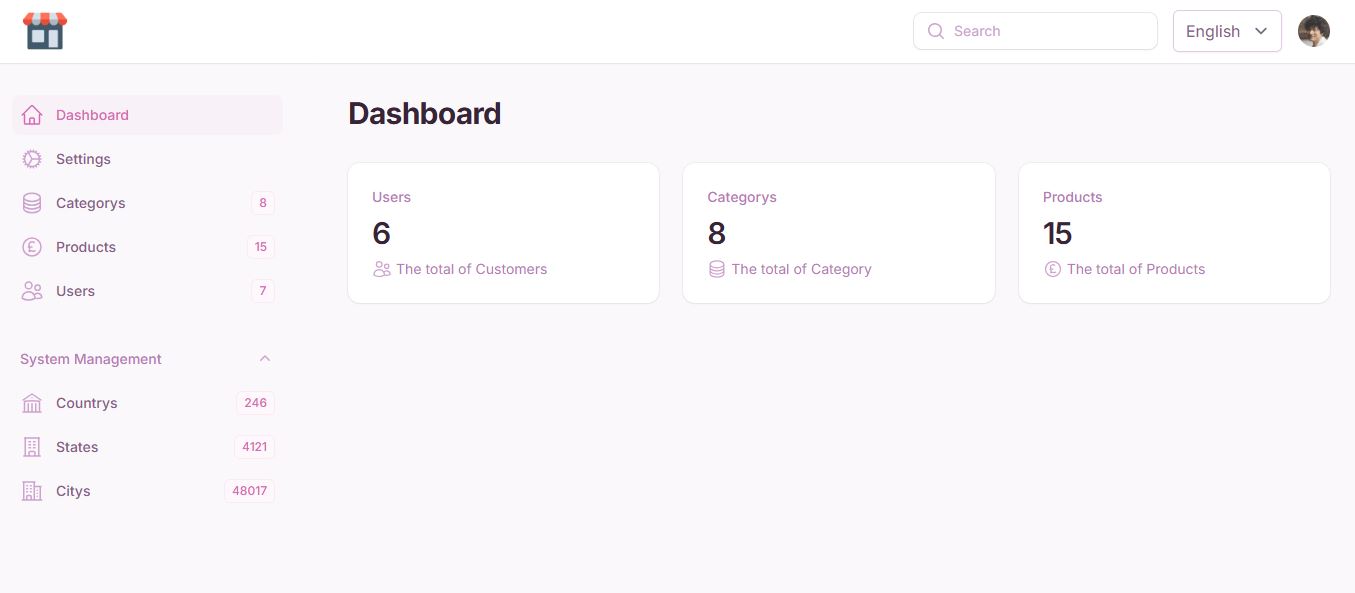 Search
English
Dashboard
Settings
Categorys 8
Products 15
Users 7
System Management
Countrys 246
States 4121
Citys 48017
Dashboard
Users
6
The total of Customers
Categorys
8
The total of Category
Products
15
The total of Products